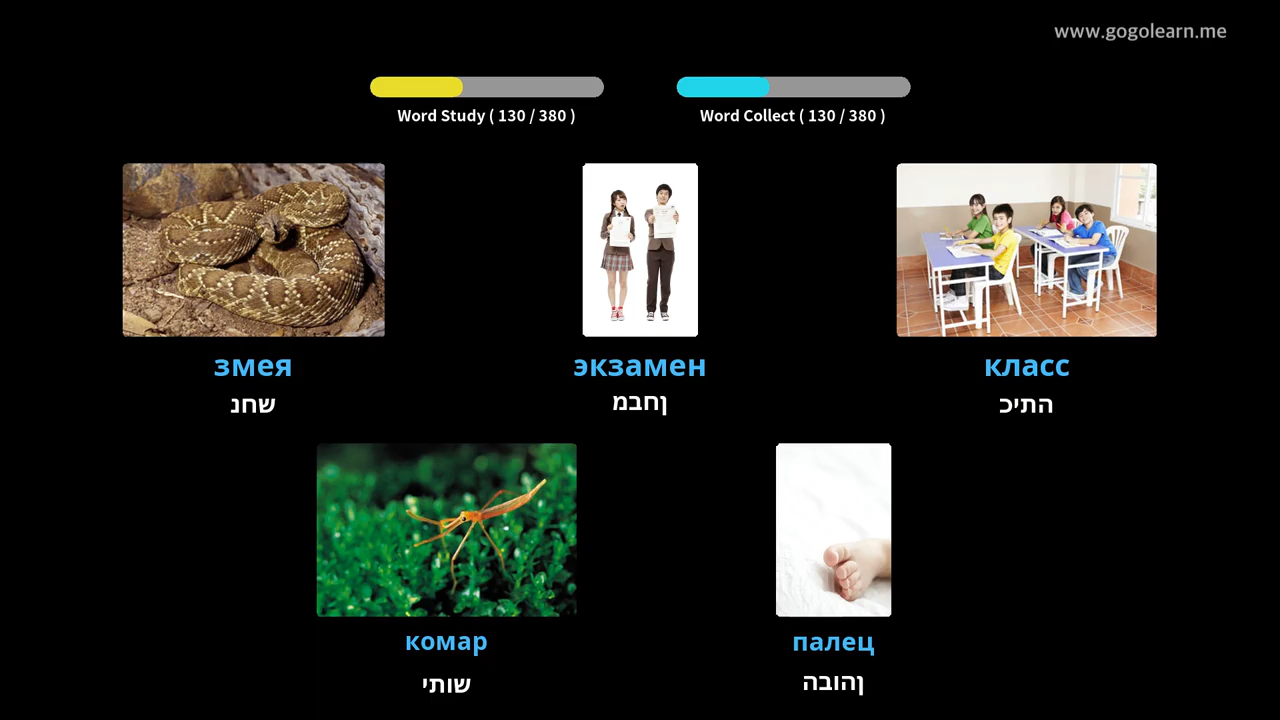 www.gogolearn.me
Word Study ( 130 / 380 )
Word Collect ( 130 / 380 )
змея
שחנ
экзамен
ןחבמ
класс
התיכ
комар
שותי
палец
ןהובה